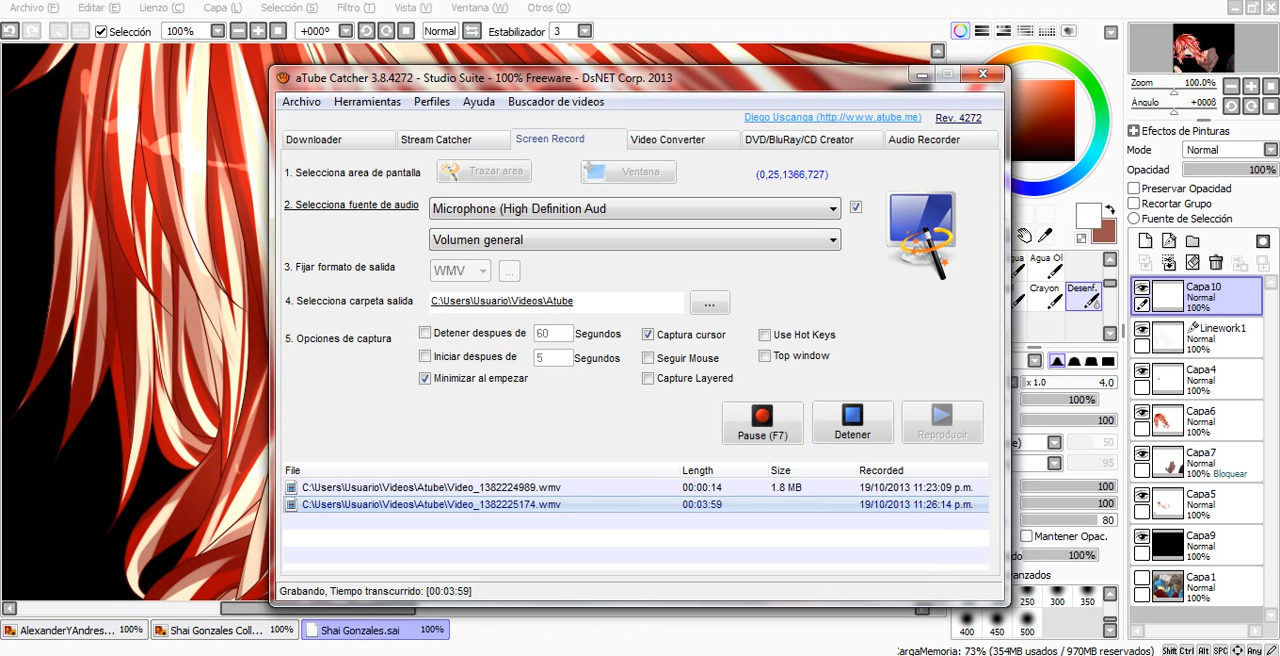 Archivo (F) Editar (E) Lienzo (C) Capa (L) Selección (S) Filtro (T) Vista (V) Ventana (W) Otros (O)
Selección 100% +000° Normal Estabilizador 3
aTube Catcher 3.8.4272 - Studio Suite - 100% Freeware - DsNET Corp. 2013
Archivo Herramientas Perfiles Ayuda Buscador de videos
Diego Uscanga (http://www.atube.me) Rev. 4272
Downloader Stream Catcher Screen Record Video Converter DVD/BluRay/CD Creator Audio Recorder
1. Selecciona area de pantalla Trazar area Ventana (0,25,1366,727)
2. Selecciona fuente de audio Microphone (High Definition Aud
Volumen general
3. Fijar formato de salida WMV ...
4. Selecciona carpeta salida C:\Users\Usuario\Videos\Atube ...
5. Opciones de captura
Detener despues de 60 Segundos Captura cursor Use Hot Keys
Iniciar despues de 5 Segundos Seguir Mouse Top window
Minimizar al empezar Capture Layered
Pause (F7) Detener Reproducir
File Length Size Recorded
C:\Users\Usuario\Videos\Atube\Video_1382224989.wmv 00:00:14 1.8 MB 19/10/2013 11:23:09 p.m.
C:\Users\Usuario\Videos\Atube\Video_1382225174.wmv 00:03:59 19/10/2013 11:26:14 p.m.
Grabando, Tiempo transcurrido: [00:03:59]
AlexanderYAndres... 100% Shai Gonzales Coll... 100% Shai Gonzales.sai 100%
Zoom 100.0%
Ángulo
Efectos de Pinturas
Modo Normal
Opacidad 100%
Preservar Opacidad
Recortar Grupo
Fuente de Selección
Agua Ol
Crayon Desenf.
x 1.0 4.0
100%
100
50
95
100
100
80
Mantener Opac.
100%
250 300 350
400 450 500
Capa10
Normal
100%
Linework1
Normal
100%
Capa4
Normal
100%
Capa6
Normal
100%
Capa7
Normal
100% Bloquear
Capa5
Normal
100%
Capa9
Normal
100%
Capa1
Normal
100%
CargaMemoria: 73% (354MB usados / 970MB reservados) Shift Ctrl Alt SPC Any